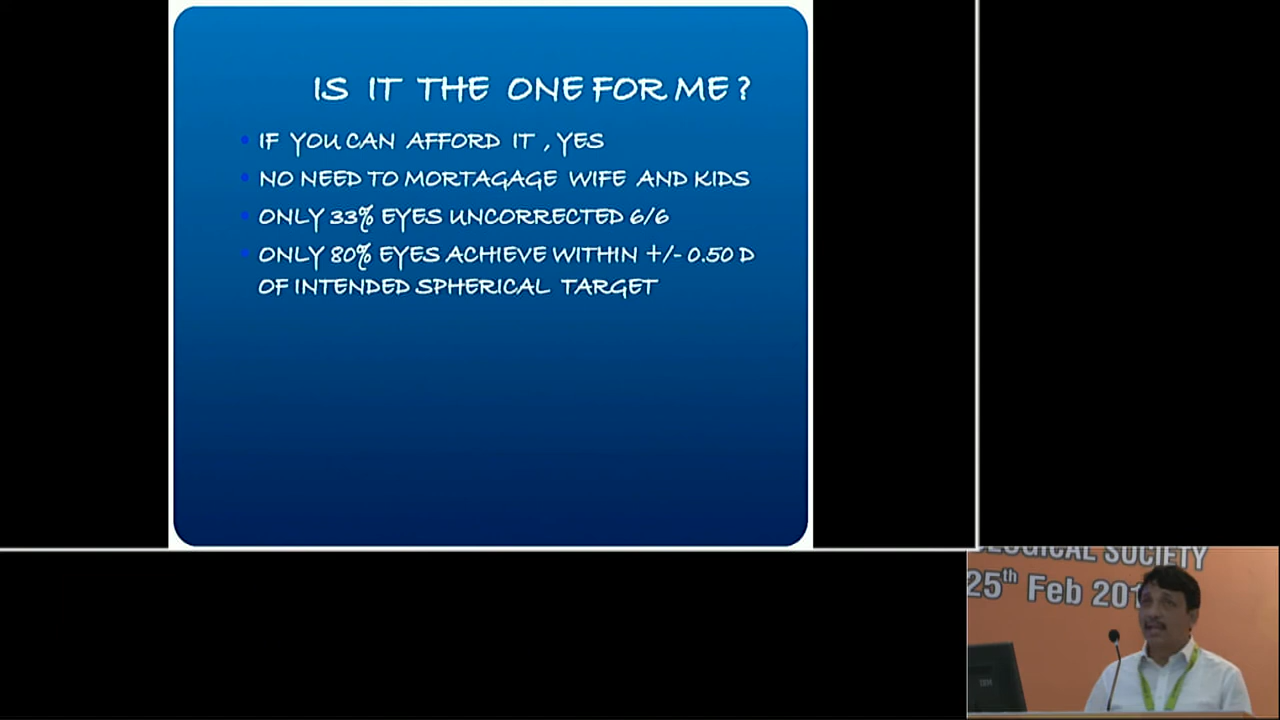 IS IT THE ONE FOR ME ?
IF YOU CAN AFFORD IT , YES
NO NEED TO MORTAGAGE WIFE AND KIDS
ONLY 33% EYES UNCORRECTED 6/6
ONLY 80% EYES ACHIEVE WITHIN +/- 0.50 D
OF INTENDED SPHERICAL TARGET
SOCIETY
25th Feb
IBM